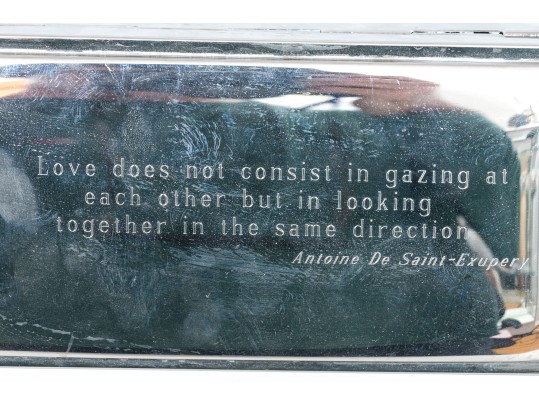 Love does not consist in gazing at
each other but in looking
together in the same direction
Antoine De Saint-Exupery